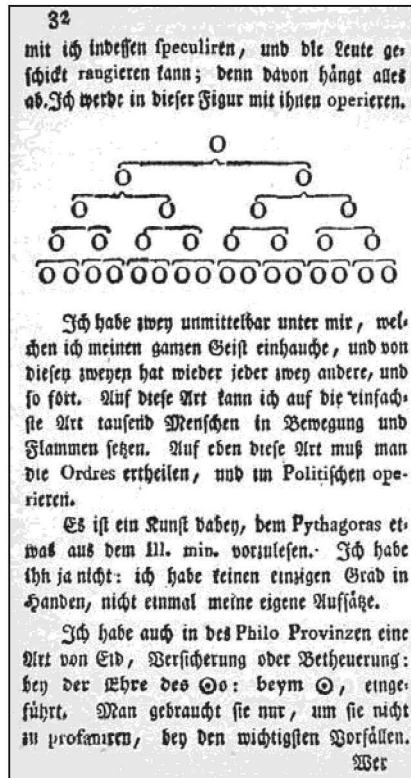 32
mit ich indessen speculiren, und die Leute ge-
schickt rangieren kann; denn davon hångt alles
ab. Ich werde in dieser Figur mit ihnen operieren.
O
O O
O O O O
O O O O O O O O
O O O O O O O O O O O O O O O O
Ich habe zwey unmittelbar unter mir, wel-
chen ich meinen ganzen Geist einhauche, und von
diesen zweyen hat wieder jeder zwey andere, und
so fort. Auf diese Art kann ich auf die einfach-
ste Art tausend Menschen in Bewegung und
Flammen setzen. Auf eben diese Art muß man
die Ordres ertheilen, und im Politischen ope-
rieren.
Es ist ein Kunst dabey, dem Pythagoras et-
was aus dem Ill. min. vorzulesen. Ich habe
ihn ja nicht: ich habe keinen einzigen Grad in
Handen, nicht einmal meine eigene Aufsåtze.
Ich habe auch in des Philo Provinzen eine
Art von Eid, Versicherung oder Betheuerung:
bey der Ehre des ⊙s: beym ⊙, einge-
führt. Man gebraucht sie nur, um sie nicht
zu profaniren, bey den wichtigsten Vorfällen.
Wer